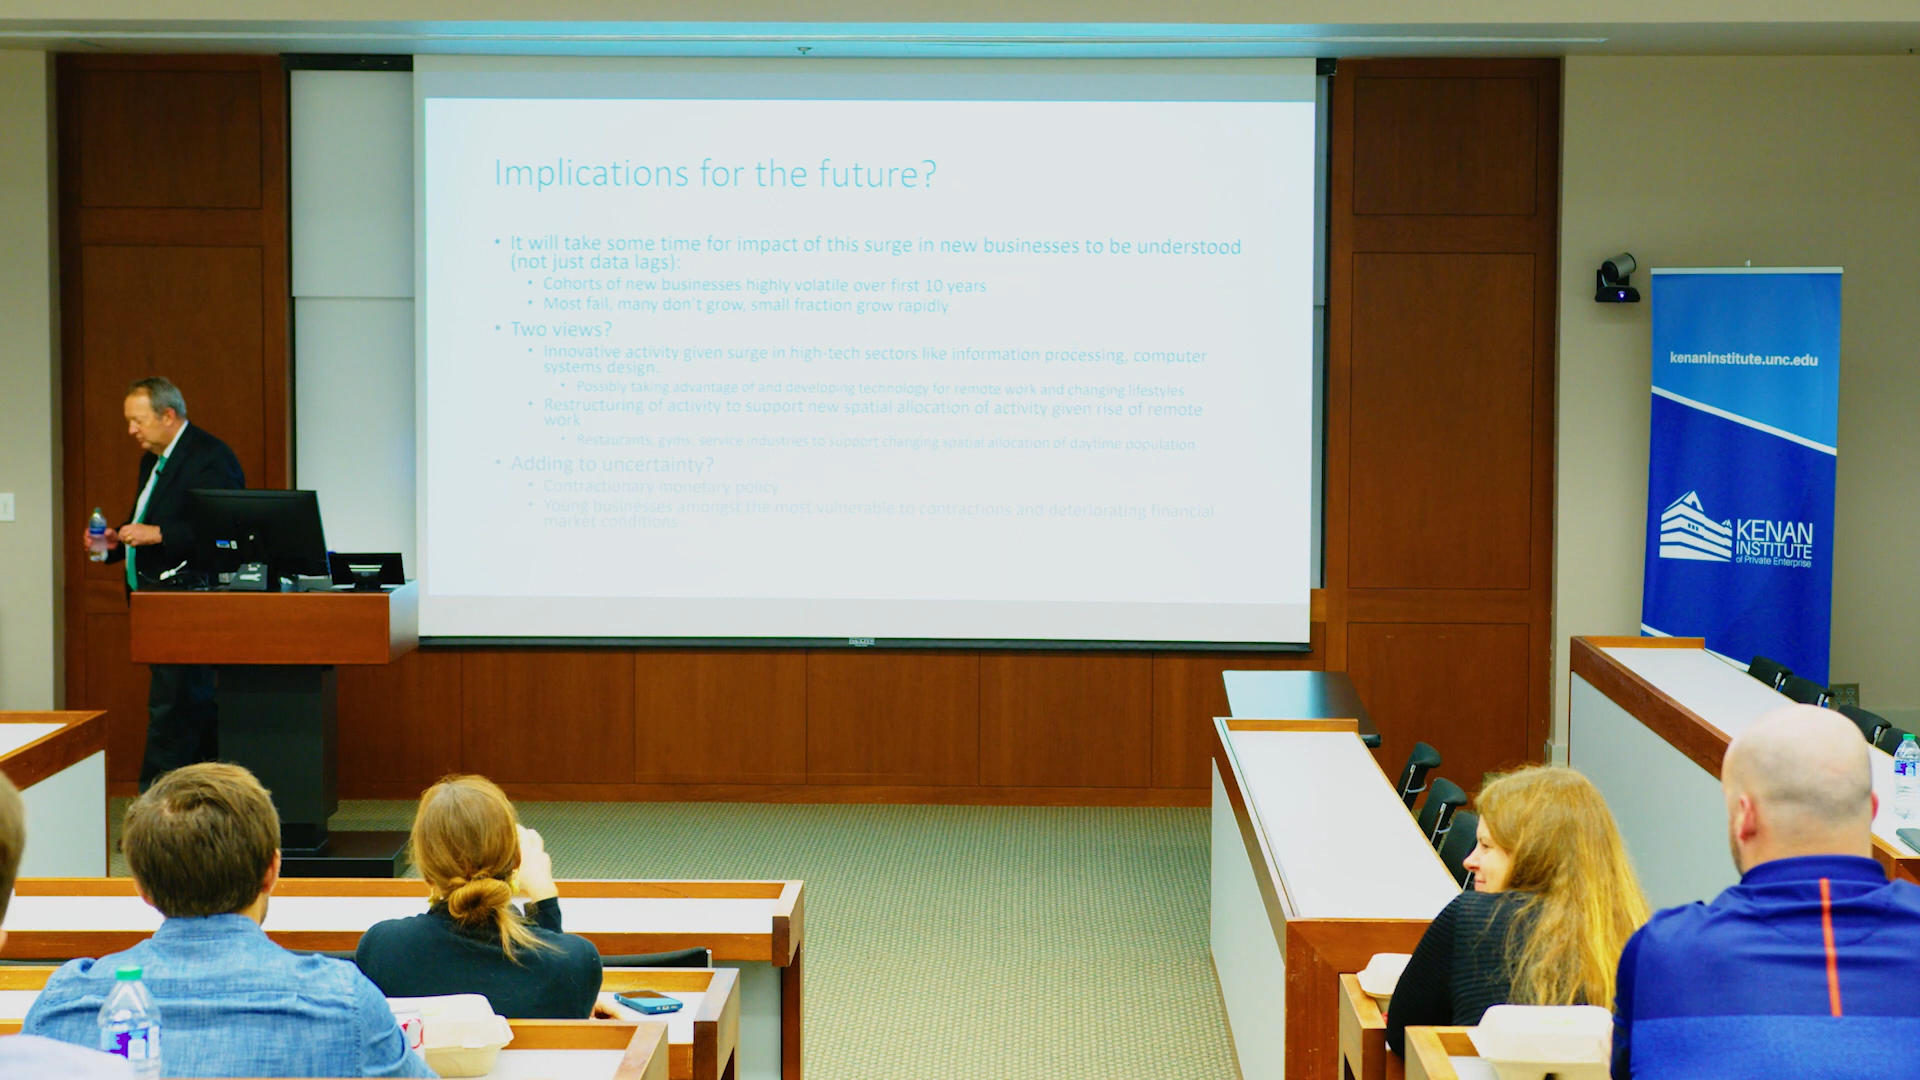 Implications for the future?
• It will take some time for impact of this surge in new businesses to be understood
(not just data lags):
• Cohorts of new businesses highly volatile over first 10 years
• Most fail, many don't grow, small fraction grow rapidly
• Two views?
• Innovative activity given surge in high-tech sectors like information processing, computer
systems design.
• Possibly taking advantage of and developing technology for remote work and changing lifestyles
• Restructuring of activity to support new spatial allocation of activity given rise of remote
work
• Restaurants, gyms, service industries to support changing spatial allocation of daytime population
• Adding to uncertainty?
• Contractionary monetary policy
• Young businesses amongst the most vulnerable to contractions and deteriorating financial
market conditions
kenaninstitute.unc.edu
KENAN
INSTITUTE
of Private Enterprise